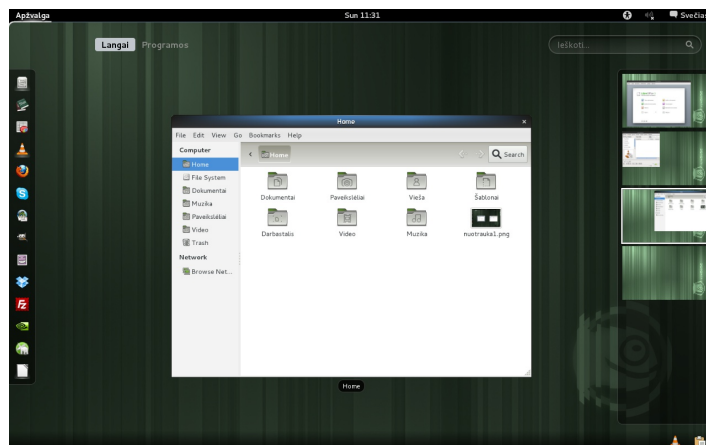 Apžvalga Sun 11:31 Svečias
Langai Programos Ieškoti...
Home
File Edit View Go Bookmarks Help
Computer
Home
File System
Dokumentai
Muzika
Paveikslėliai
Video
Trash
Network
Browse Net...
Home Search
Dokumentai Paveikslėliai Vieša Šablonai
Darbastalis Video Muzika nuotrauka1.png
Home